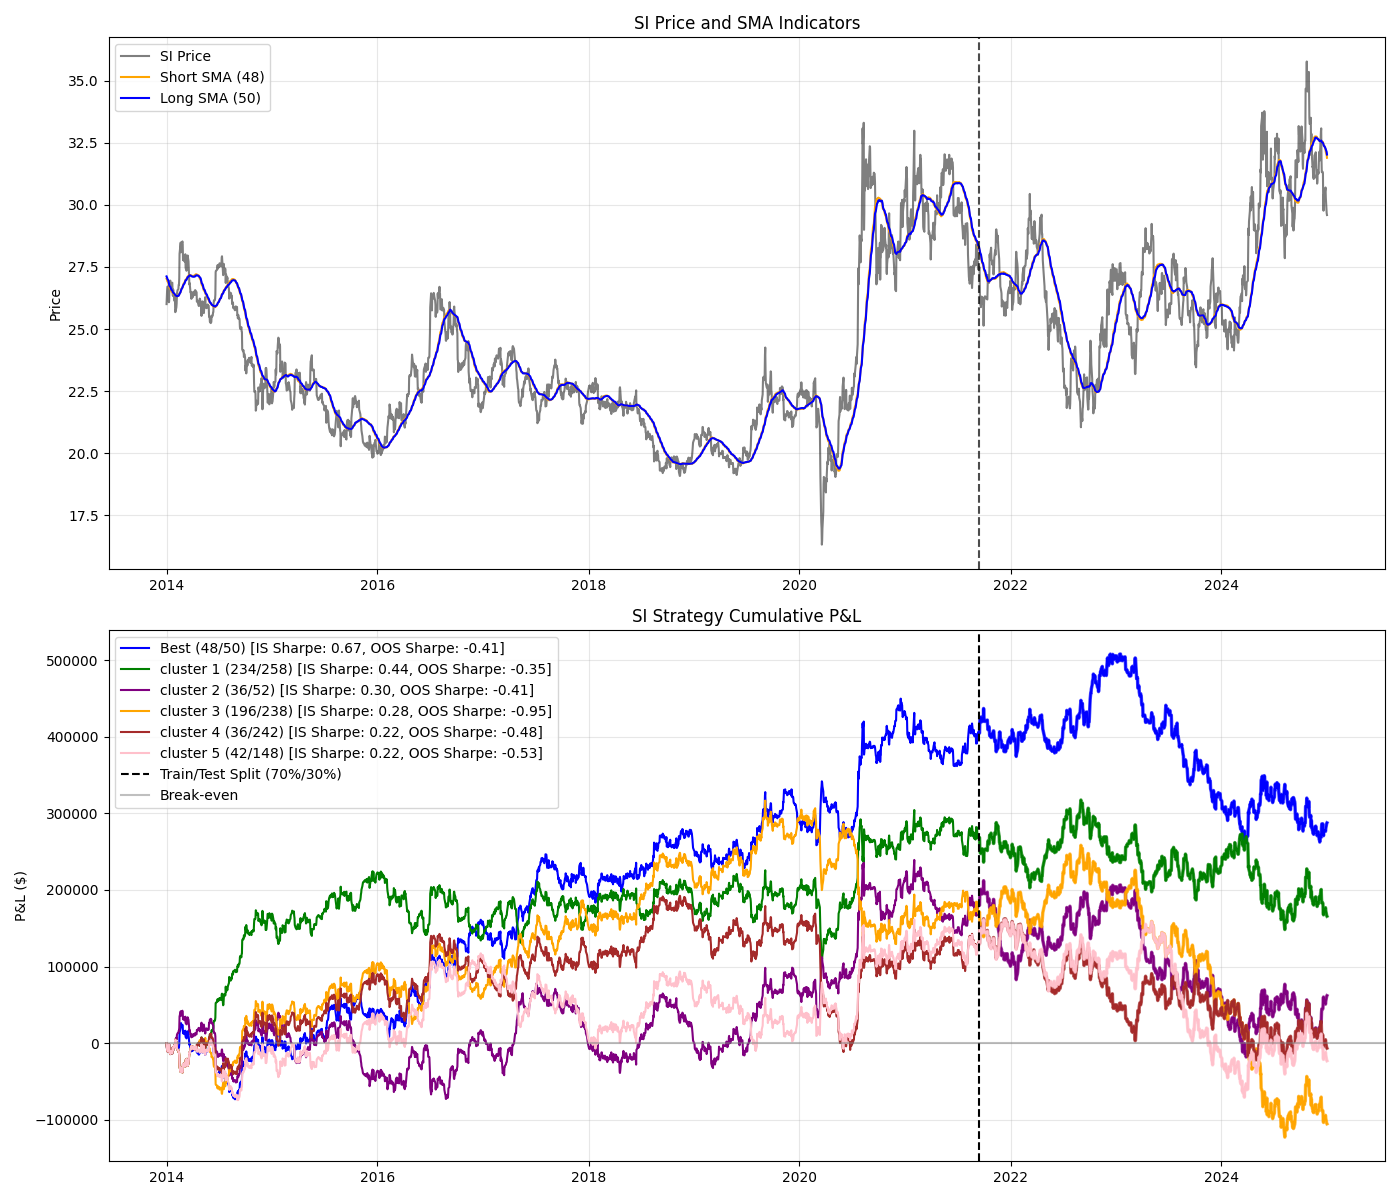 SI Price and SMA Indicators
SI Price
Short SMA (48)
Long SMA (50)
Price
35.0
32.5
30.0
27.5
25.0
22.5
20.0
17.5
2014
2016
2018
2020
2022
2024
SI Strategy Cumulative P&L
Best (48/50) [IS Sharpe: 0.67, OOS Sharpe: -0.41]
cluster 1 (234/258) [IS Sharpe: 0.44, OOS Sharpe: -0.35]
cluster 2 (36/52) [IS Sharpe: 0.30, OOS Sharpe: -0.41]
cluster 3 (196/238) [IS Sharpe: 0.28, OOS Sharpe: -0.95]
cluster 4 (36/242) [IS Sharpe: 0.22, OOS Sharpe: -0.48]
cluster 5 (42/148) [IS Sharpe: 0.22, OOS Sharpe: -0.53]
Train/Test Split (70%/30%)
Break-even
P&L ($)
500000
400000
300000
200000
100000
0
−100000
2014
2016
2018
2020
2022
2024